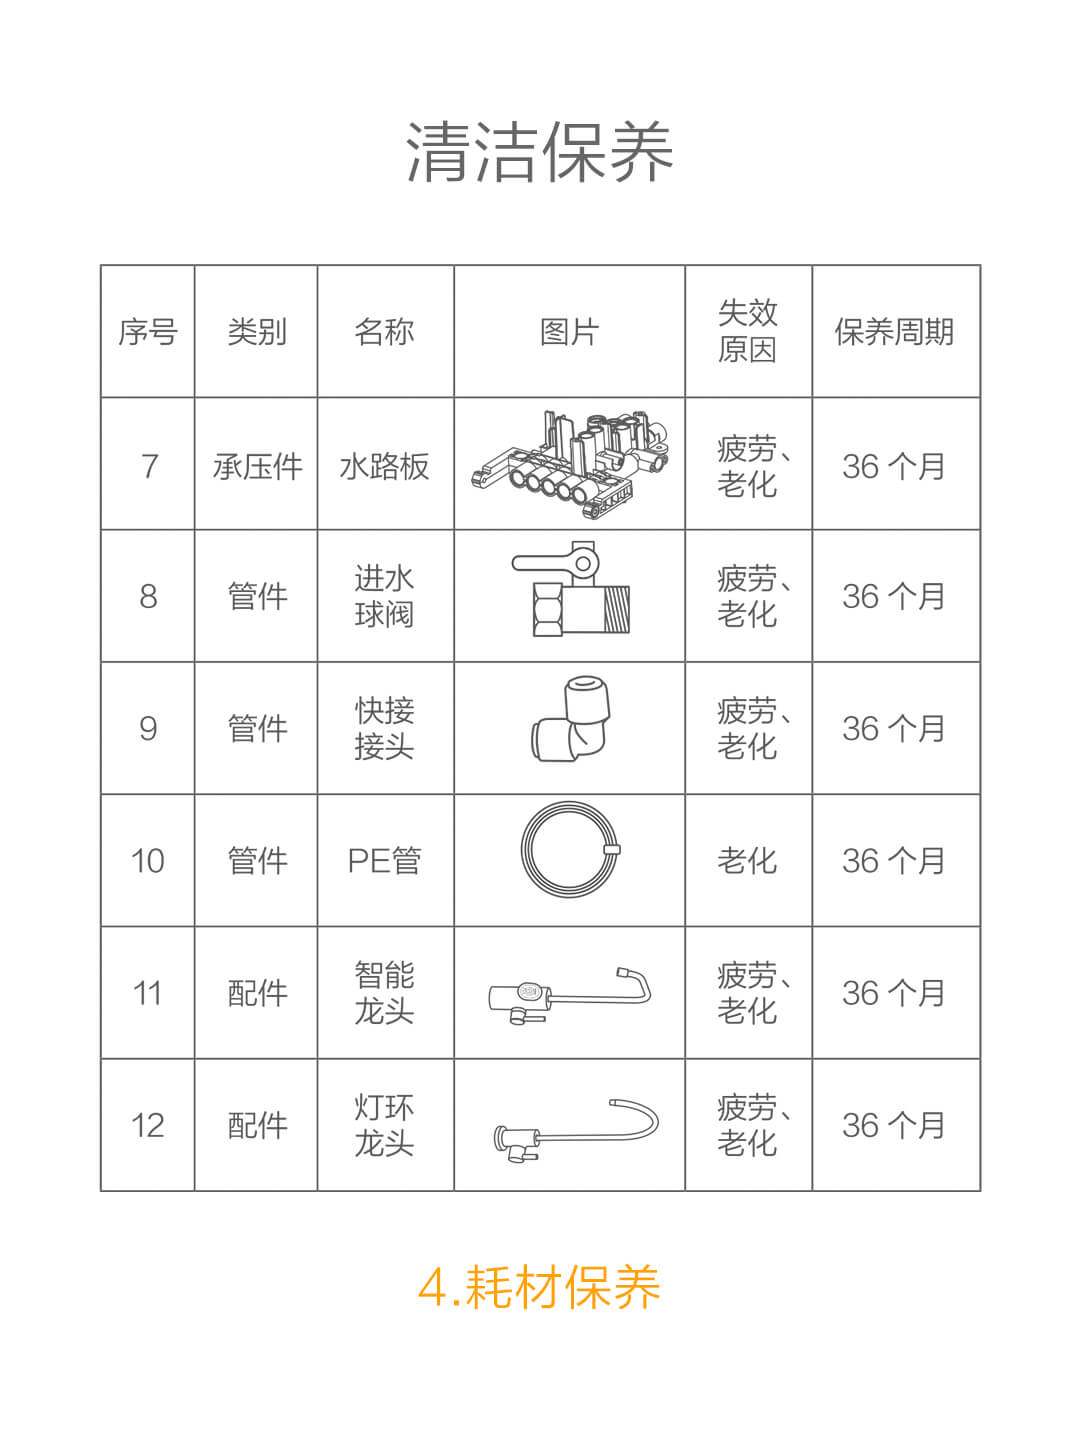 清洁保养
序号 类别 名称 图片 失效原因 保养周期
7 承压件 水路板 疲劳、老化 36 个月
8 管件 进水球阀 疲劳、老化 36 个月
9 管件 快接接头 疲劳、老化 36 个月
10 管件 PE管 老化 36 个月
11 配件 智能龙头 疲劳、老化 36 个月
12 配件 灯环龙头 疲劳、老化 36 个月
4.耗材保养